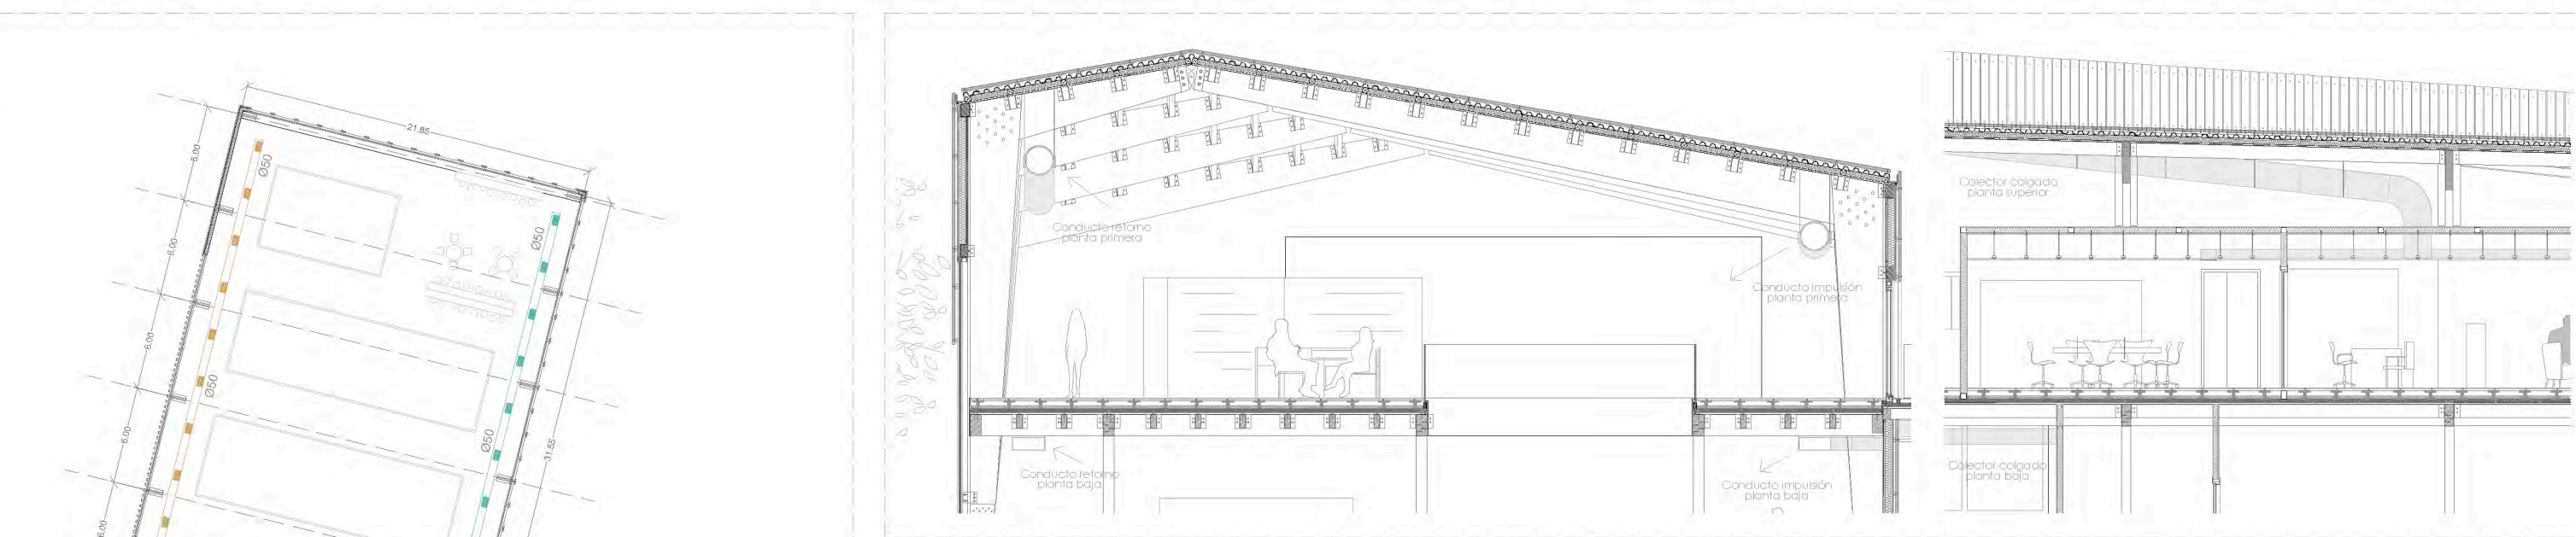 21.85
6.00
Ø50
6.00
Ø50
6.00
Ø50
6.00
Ø50
31.55
6.00
Conducto retorno
planta primera
Conducto impulsión
planta primera
Conducto retorno
planta baja
Conducto impulsión
planta baja
Colector colgado
planta superior
Colector colgado
planta baja